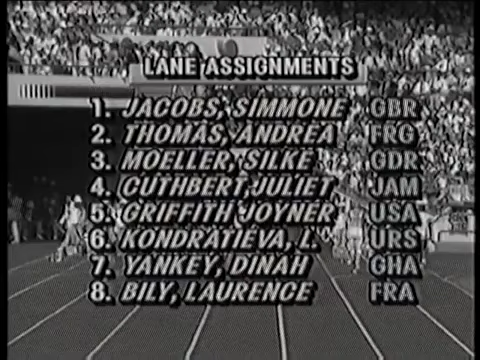 LANE ASSIGNMENTS
1. JACOBS, SIMMONE GBR
2. THOMAS, ANDREA FRG
3. MOELLER, SILKE GDR
4. CUTHBERT, JULIET JAM
5. GRIFFITH JOYNER USA
6. KONDRATIEVA, L. URS
7. YANKEY, DINAH GHA
8. BILY, LAURENCE FRA